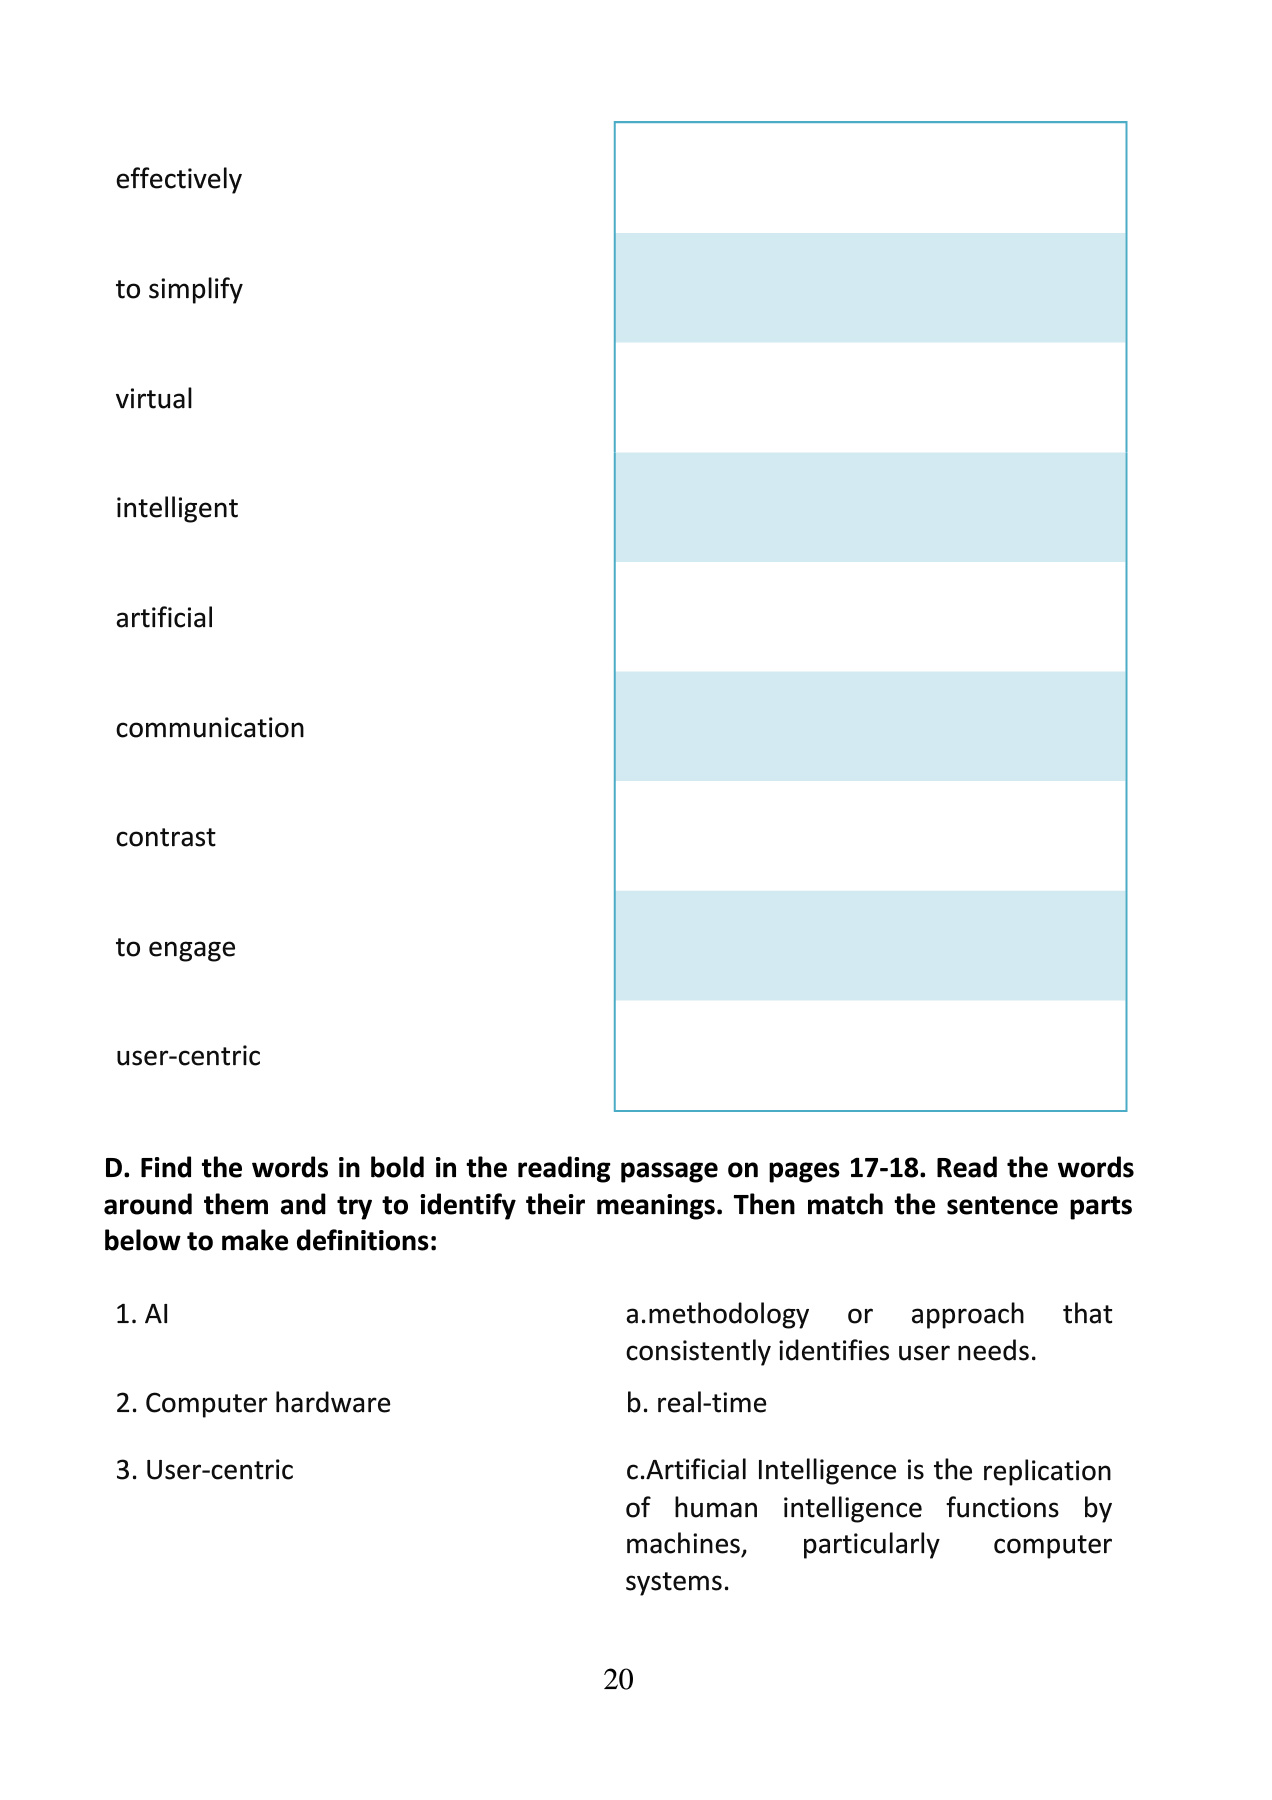 effectively
to simplify
virtual
intelligent
artificial
communication
contrast
to engage
user-centric
D. Find the words in bold in the reading passage on pages 17-18. Read the words
around them and try to identify their meanings. Then match the sentence parts
below to make definitions:
1. AI
a.methodology or approach that
consistently identifies user needs.
2. Computer hardware
b. real-time
3. User-centric
c.Artificial Intelligence is the replication
of human intelligence functions by
machines, particularly computer
systems.
20